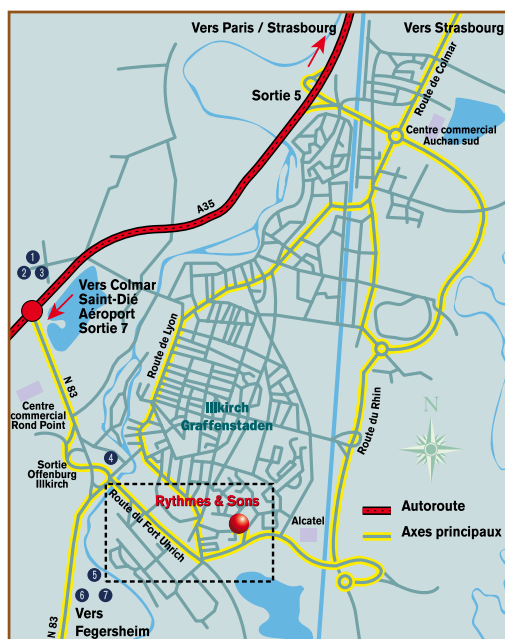 Vers Paris / Strasbourg
Vers Strasbourg
Route de Colmar
Sortie 5
Centre commercial
Auchan sud
A35
1
2 3
Vers Colmar
Saint-Dié
Aéroport
Sortie 7
Route de Lyon
N 83
Centre
commercial
Rond Point
Illkirch
Graffenstaden
Route du Rhin
N
Sortie
Offenburg
Illkirch
4
Rythmes & Sons
Route du Fort Uhrich
Alcatel
Autoroute
Axes principaux
5
6 7
N 83
Vers
Fegersheim